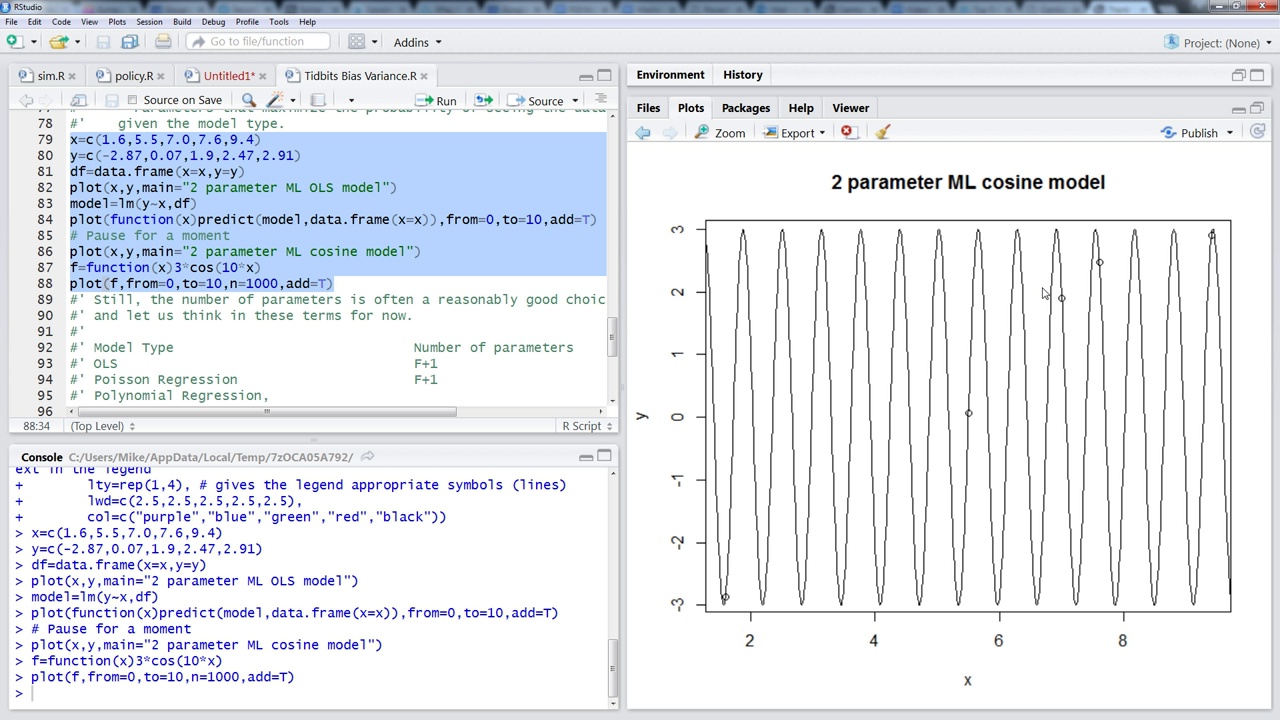 RStudio
File Edit Code View Plots Session Build Debug Profile Tools Help
Go to file/function Addins Project: (None)
sim.R policy.R Untitled1* Tidbits Bias Variance.R
Source on Save Run Source
78 #' given the model type.
79 x=c(1.6,5.5,7.0,7.6,9.4)
80 y=c(-2.87,0.07,1.9,2.47,2.91)
81 df=data.frame(x=x,y=y)
82 plot(x,y,main="2 parameter ML OLS model")
83 model=lm(y~x,df)
84 plot(function(x)predict(model,data.frame(x=x)),from=0,to=10,add=T)
85 # Pause for a moment
86 plot(x,y,main="2 parameter ML cosine model")
87 f=function(x)3*cos(10*x)
88 plot(f,from=0,to=10,n=1000,add=T)
89 #' Still, the number of parameters is often a reasonably good choic
90 #' and let us think in these terms for now.
91 #'
92 #' Model Type Number of parameters
93 #' OLS F+1
94 #' Poisson Regression F+1
95 #' Polynomial Regression,
96
88:34 (Top Level) R Script
Console C:/Users/Mike/AppData/Local/Temp/7zOCA05A792/
ext in the legend
+ lty=rep(1,4), # gives the legend appropriate symbols (lines)
+ lwd=c(2.5,2.5,2.5,2.5,2.5),
+ col=c("purple","blue","green","red","black"))
> x=c(1.6,5.5,7.0,7.6,9.4)
> y=c(-2.87,0.07,1.9,2.47,2.91)
> df=data.frame(x=x,y=y)
> plot(x,y,main="2 parameter ML OLS model")
> model=lm(y~x,df)
> plot(function(x)predict(model,data.frame(x=x)),from=0,to=10,add=T)
> # Pause for a moment
> plot(x,y,main="2 parameter ML cosine model")
> f=function(x)3*cos(10*x)
> plot(f,from=0,to=10,n=1000,add=T)
>
Environment History
Files Plots Packages Help Viewer
Zoom Export Publish
2 parameter ML cosine model
3
2
1
0
-1
-2
-3
y
2 4 6 8
x